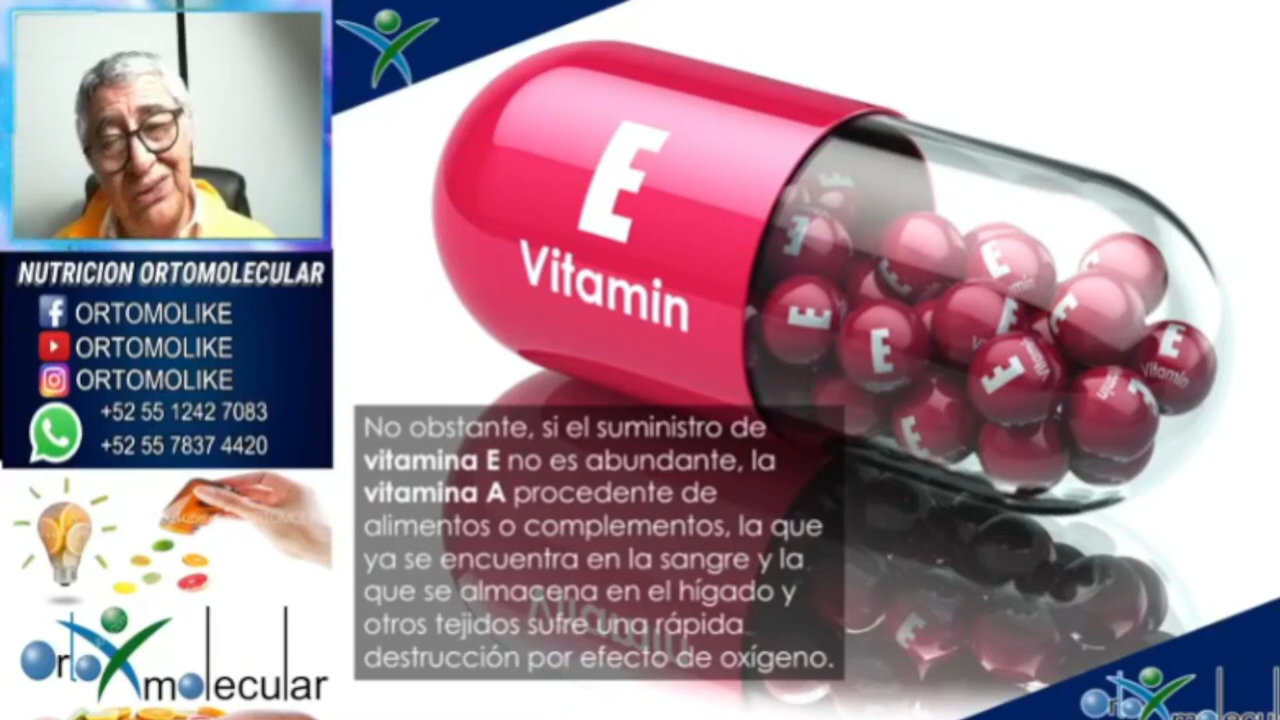 NUTRICION ORTOMOLECULAR
ORTOMOLIKE
ORTOMOLIKE
ORTOMOLIKE
+52 55 1242 7083
+52 55 7837 4420
Orto
molecular
E
Vitamin
No obstante, si el suministro de
vitamina E no es abundante, la
vitamina A procedente de
alimentos o complementos, la que
ya se encuentra en la sangre y la
que se almacena en el hígado y
otros tejidos sufre una rápida
destrucción por efecto de oxígeno.